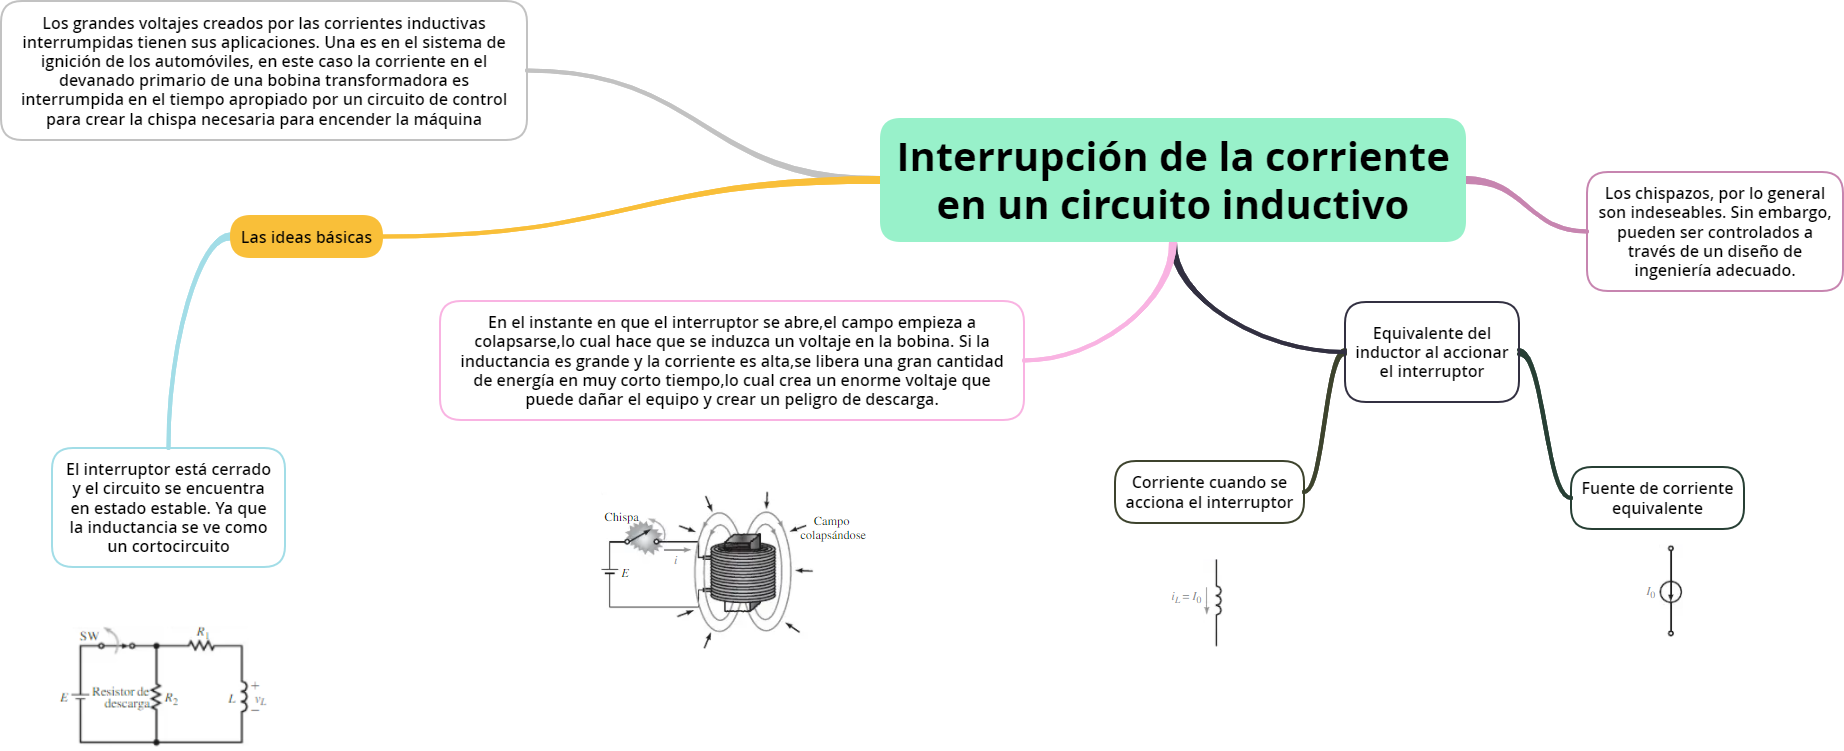 Los grandes voltajes creados por las corrientes inductivas
interrumpidas tienen sus aplicaciones. Una es en el sistema de
ignición de los automóviles, en este caso la corriente en el
devanado primario de una bobina transformadora es
interrumpida en el tiempo apropiado por un circuito de control
para crear la chispa necesaria para encender la máquina
Interrupción de la corriente
en un circuito inductivo
Los chispazos, por lo general
son indeseables. Sin embargo,
pueden ser controlados a
través de un diseño de
ingeniería adecuado.
Las ideas básicas
En el instante en que el interruptor se abre,el campo empieza a
colapsarse,lo cual hace que se induzca un voltaje en la bobina. Si la
inductancia es grande y la corriente es alta,se libera una gran cantidad
de energía en muy corto tiempo,lo cual crea un enorme voltaje que
puede dañar el equipo y crear un peligro de descarga.
Equivalente del
inductor al accionar
el interruptor
El interruptor está cerrado
y el circuito se encuentra
en estado estable. Ya que
la inductancia se ve como
un cortocircuito
Corriente cuando se
acciona el interruptor
Fuente de corriente
equivalente
Chispa
Campo
colapsándose
i
E
iL = I0
I0
SW
R1
E
Resistor de
descarga
R2
L
+
vL
−